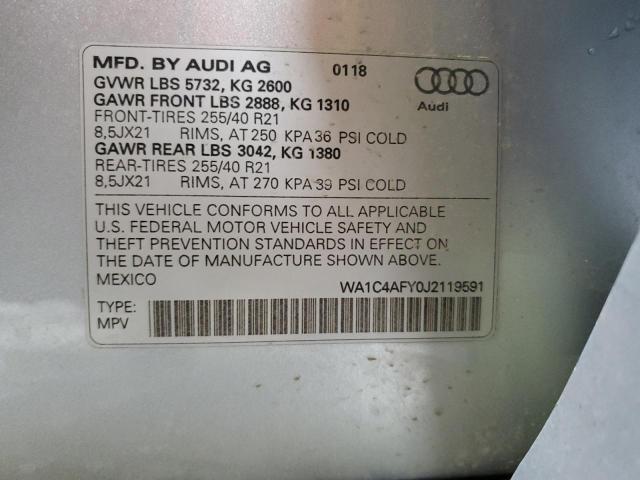 MFD. BY AUDI AG 0118
GVWR LBS 5732, KG 2600
GAWR FRONT LBS 2888, KG 1310
FRONT-TIRES 255/40 R21
8,5JX21 RIMS, AT 250 KPA 36 PSI COLD
GAWR REAR LBS 3042, KG 1380
REAR-TIRES 255/40 R21
8,5JX21 RIMS, AT 270 KPA 39 PSI COLD
Audi
THIS VEHICLE CONFORMS TO ALL APPLICABLE
U.S. FEDERAL MOTOR VEHICLE SAFETY AND
THEFT PREVENTION STANDARDS IN EFFECT ON
THE DATE OF MANUFACTURE SHOWN ABOVE.
MEXICO WA1C4AFY0J2119591
TYPE:
MPV